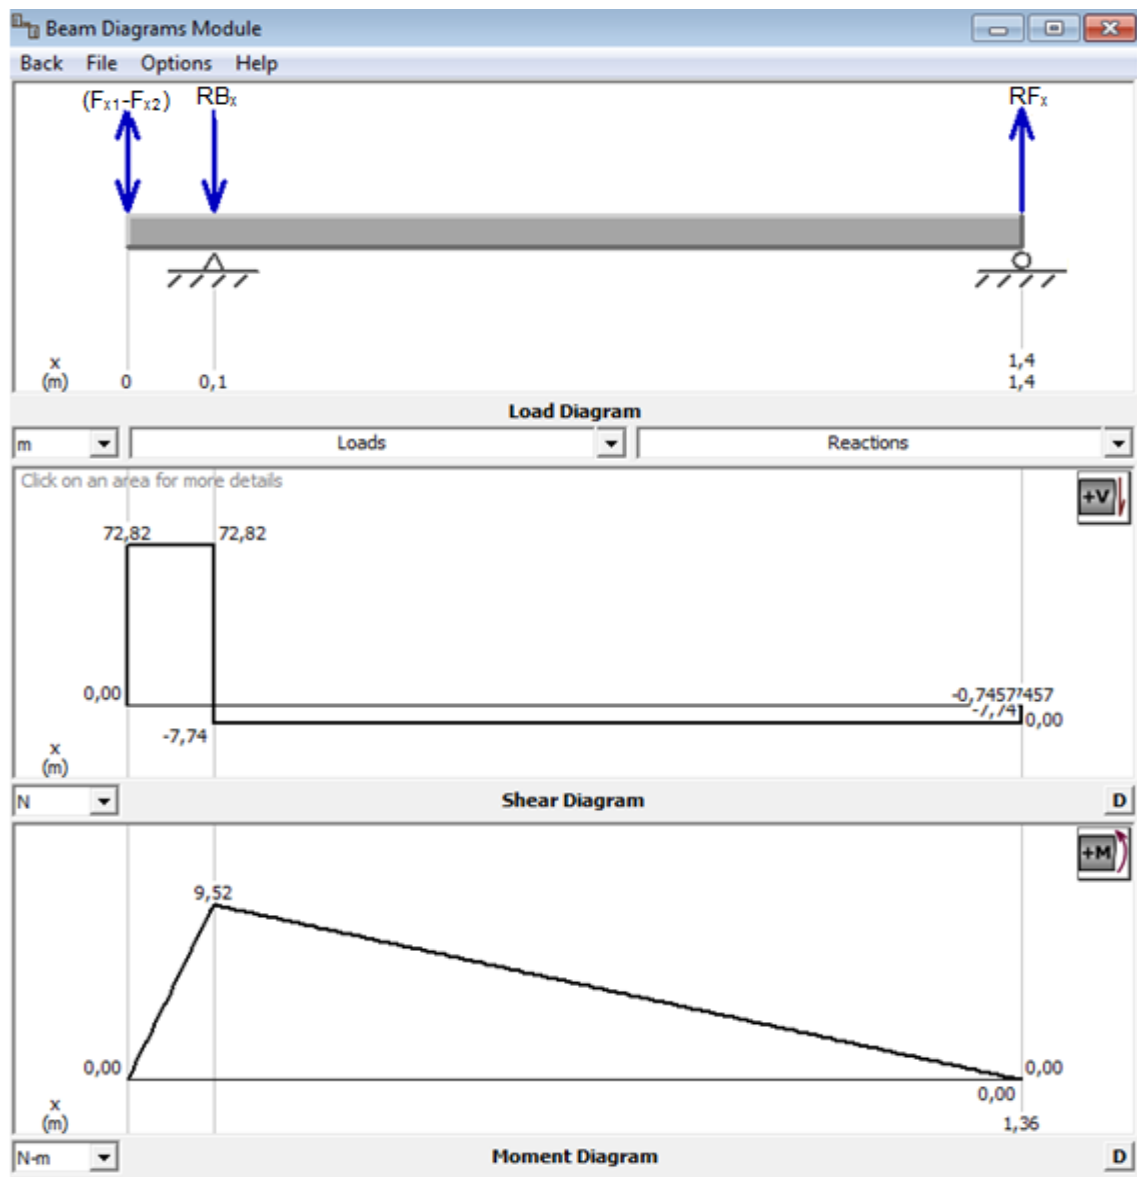 Beam Diagrams Module
Back File Options Help
(Fx1-Fx2) RBx RFx
x
(m)
0 0,1 1,4
1,4
Load Diagram
m Loads Reactions
Click on an area for more details
+V
72,82 72,82
0,00
-7,74
-7,74
0,00
x
(m)
N Shear Diagram D
+M
9,52
0,00
0,00
0,00
x
(m)
1,36
N-m Moment Diagram D